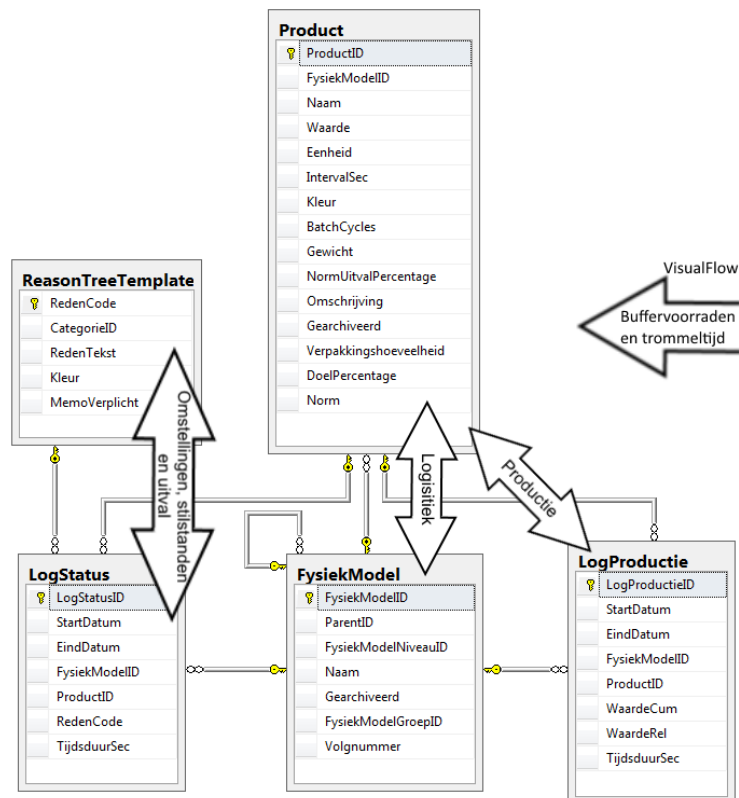 Product
ProductID
FysiekModelID
Naam
Waarde
Eenheid
IntervalSec
Kleur
BatchCycles
Gewicht
NormUitvalPercentage
Omschrijving
Gearchiveerd
Verpakkingshoeveelheid
DoelPercentage
Norm
VisualFlow
Buffervoorraden
en trommeltijd
ReasonTreeTemplate
RedenCode
CategorieID
RedenTekst
Kleur
MemoVerplicht
Omstellingen, stilstanden
en uitval
Logisitiek
Productie
LogStatus
LogStatusID
StartDatum
EindDatum
FysiekModelID
ProductID
RedenCode
TijdsduurSec
FysiekModel
FysiekModelID
ParentID
FysiekModelNiveauID
Naam
Gearchiveerd
FysiekModelGroepID
Volgnummer
LogProductie
LogProductieID
StartDatum
EindDatum
FysiekModelID
ProductID
WaardeCum
WaardeRel
TijdsduurSec